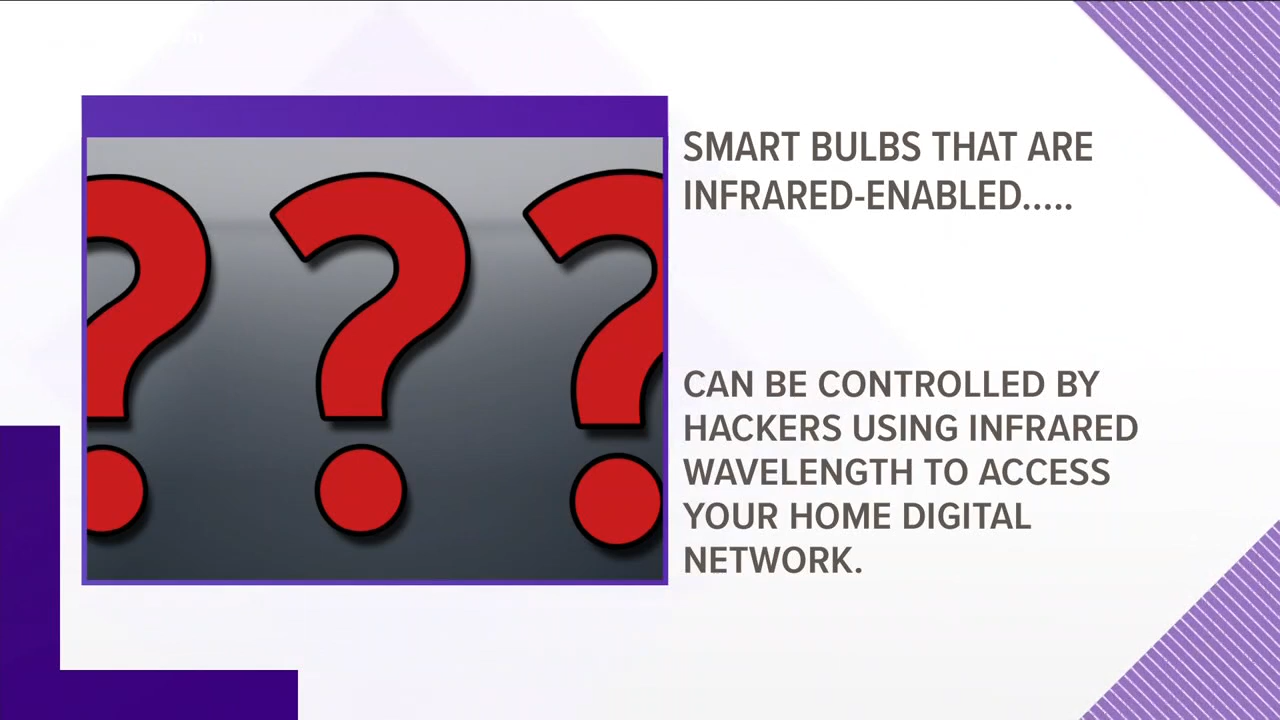 SMART BULBS THAT ARE
INFRARED-ENABLED.....
CAN BE CONTROLLED BY
HACKERS USING INFRARED
WAVELENGTH TO ACCESS
YOUR HOME DIGITAL
NETWORK.